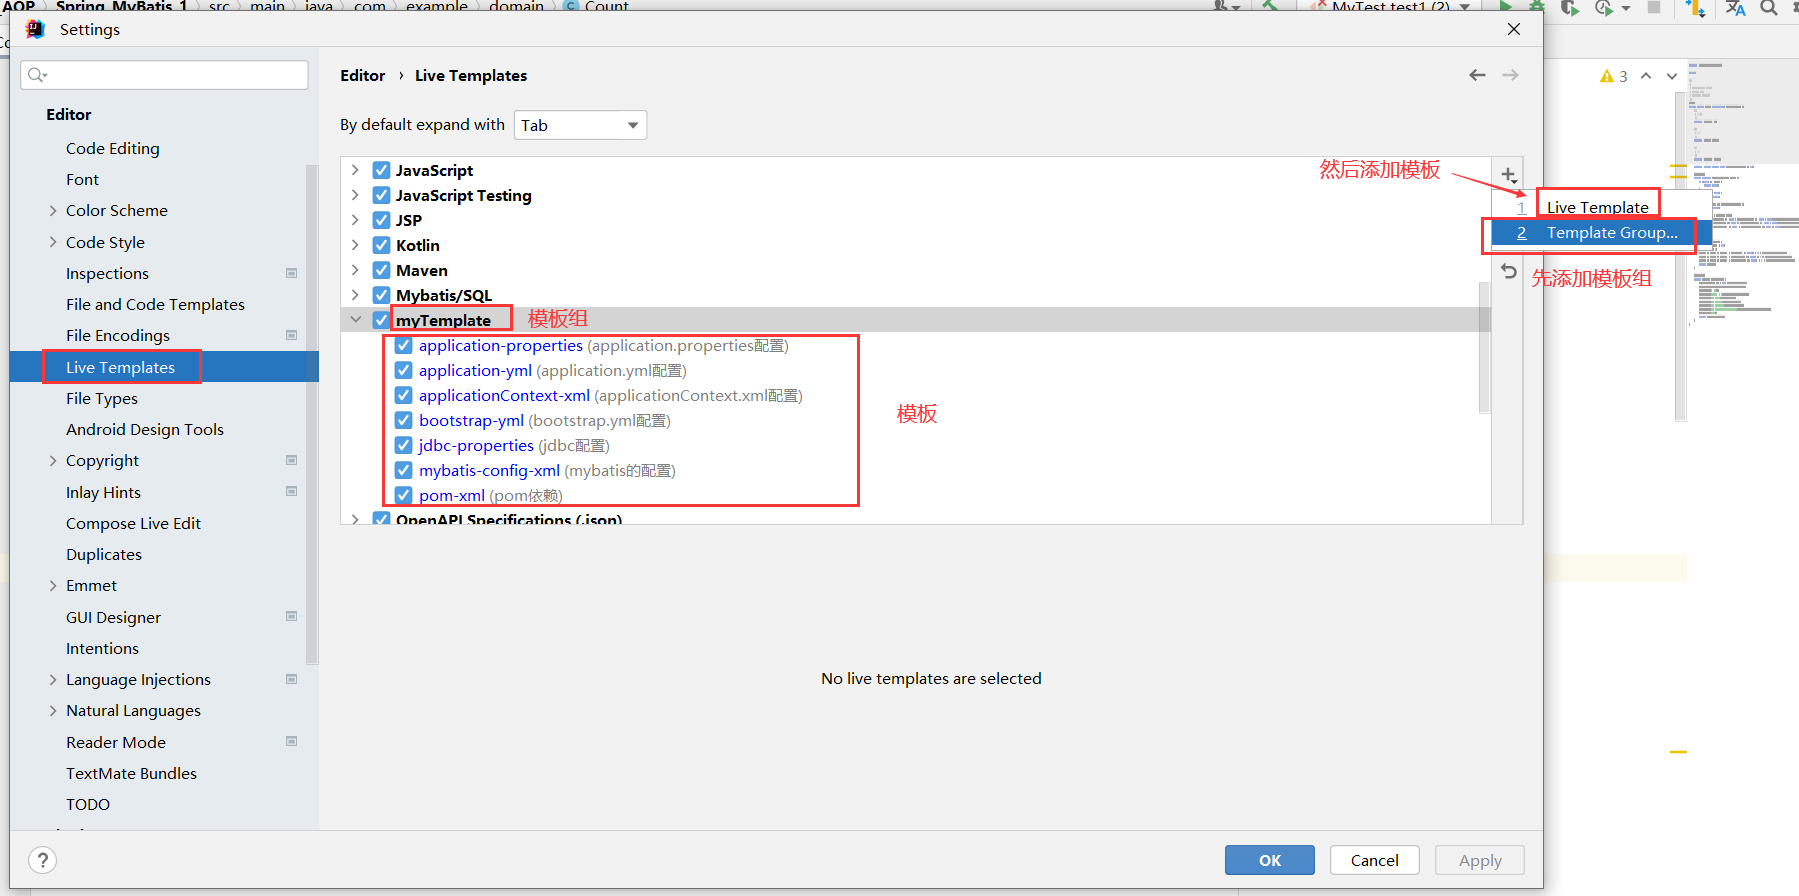 AOP Spring_MyBatis_1 src main java com example domain Count
MyTest.test1 (2)
Settings
Editor › Live Templates
By default expand with Tab
3
Editor
Code Editing
Font
Color Scheme
Code Style
Inspections
File and Code Templates
File Encodings
Live Templates
File Types
Android Design Tools
Copyright
Inlay Hints
Compose Live Edit
Duplicates
Emmet
GUI Designer
Intentions
Language Injections
Natural Languages
Reader Mode
TextMate Bundles
TODO
JavaScript
JavaScript Testing
JSP
Kotlin
Maven
Mybatis/SQL
myTemplate 模板组
application-properties (application.properties配置)
application-yml (application.yml配置)
applicationContext-xml (applicationContext.xml配置)
bootstrap-yml (bootstrap.yml配置)
jdbc-properties (jdbc配置)
mybatis-config-xml (mybatis的配置)
pom-xml (pom依赖)
OpenAPI Specifications (.json)
模板
然后添加模板
1 Live Template
2 Template Group...
先添加模板组
No live templates are selected
?
OK Cancel Apply